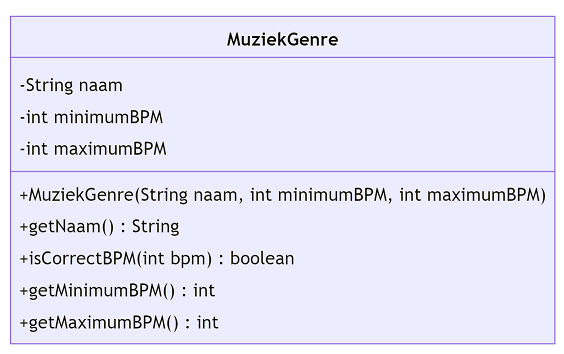 MuziekGenre
-String naam
-int minimumBPM
-int maximumBPM
+MuziekGenre(String naam, int minimumBPM, int maximumBPM)
+getNaam() : String
+isCorrectBPM(int bpm) : boolean
+getMinimumBPM() : int
+getMaximumBPM() : int